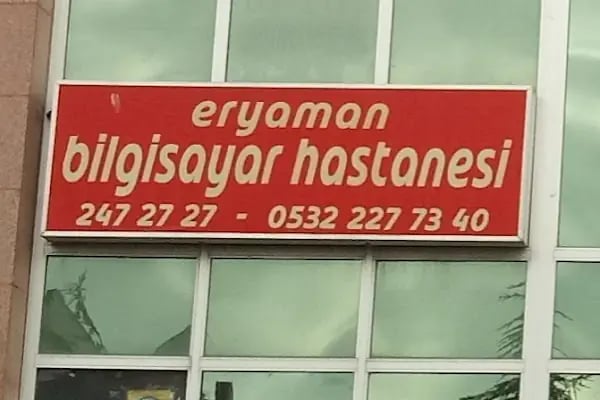 eryaman
bilgisayar hastanesi
247 27 27 - 0532 227 73 40